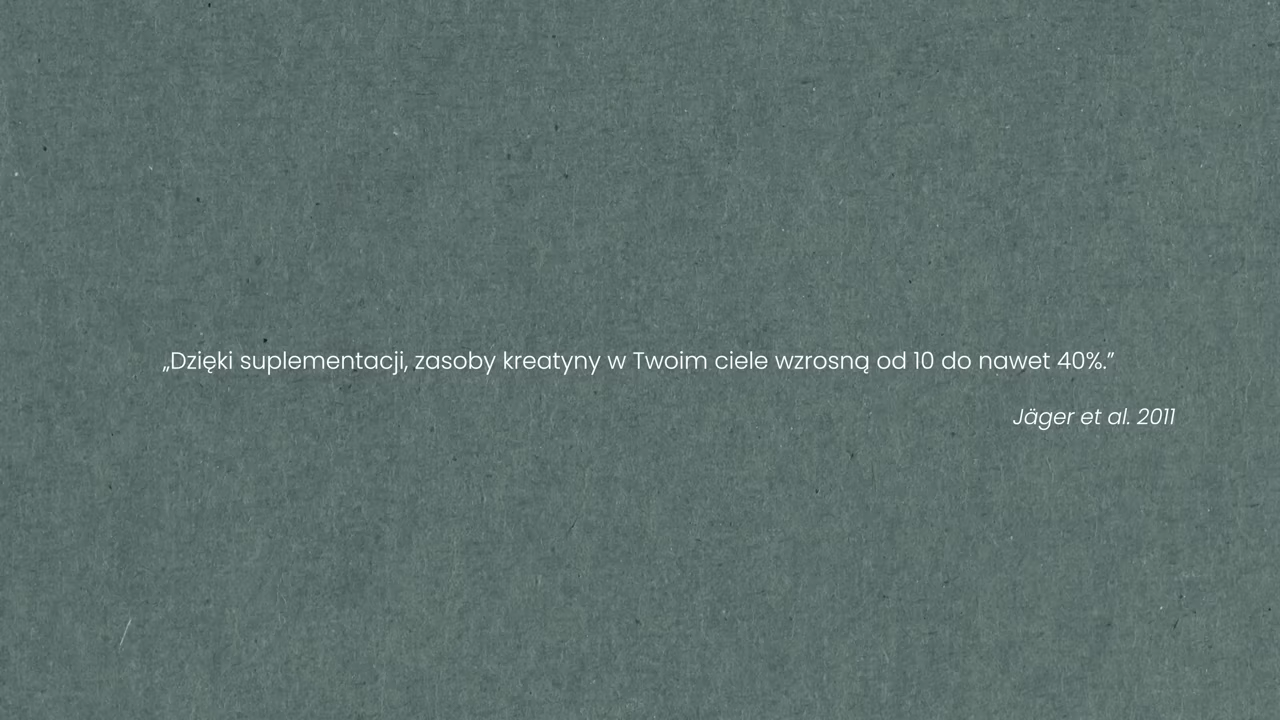 „Dzięki suplementacji, zasoby kreatyny w Twoim ciele wzrosną od 10 do nawet 40%.”
Jäger et al. 2011